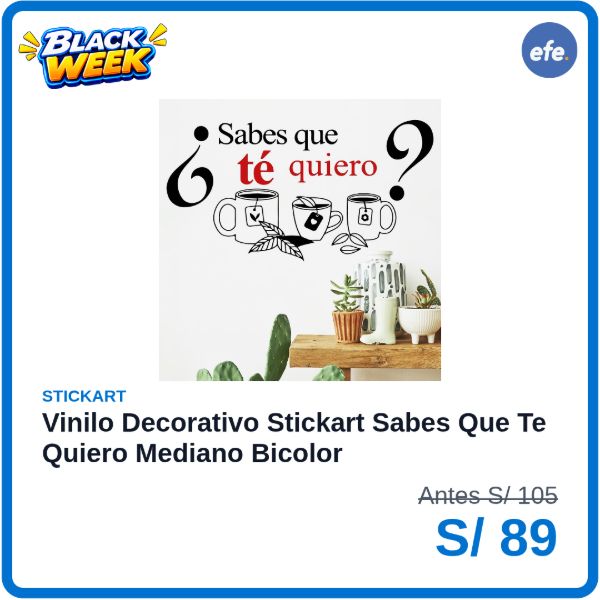 BLACK
WEEK
efe.
¿Sabes que
té quiero?
STICKART
Vinilo Decorativo Stickart Sabes Que Te
Quiero Mediano Bicolor
Antes S/ 105
S/ 89